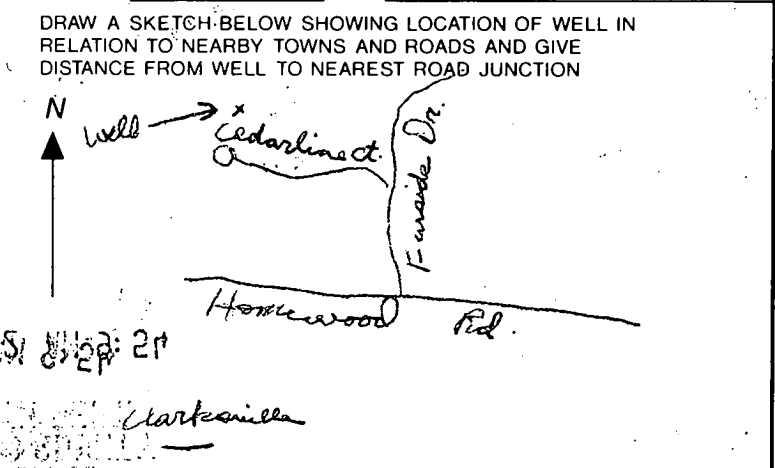 DRAW A SKETCH BELOW SHOWING LOCATION OF WELL IN
RELATION TO NEARBY TOWNS AND ROADS AND GIVE
DISTANCE FROM WELL TO NEAREST ROAD JUNCTION
N
Well
x
Cedarline ct.
Farside Dr.
Homewood Rd.
Clarksville